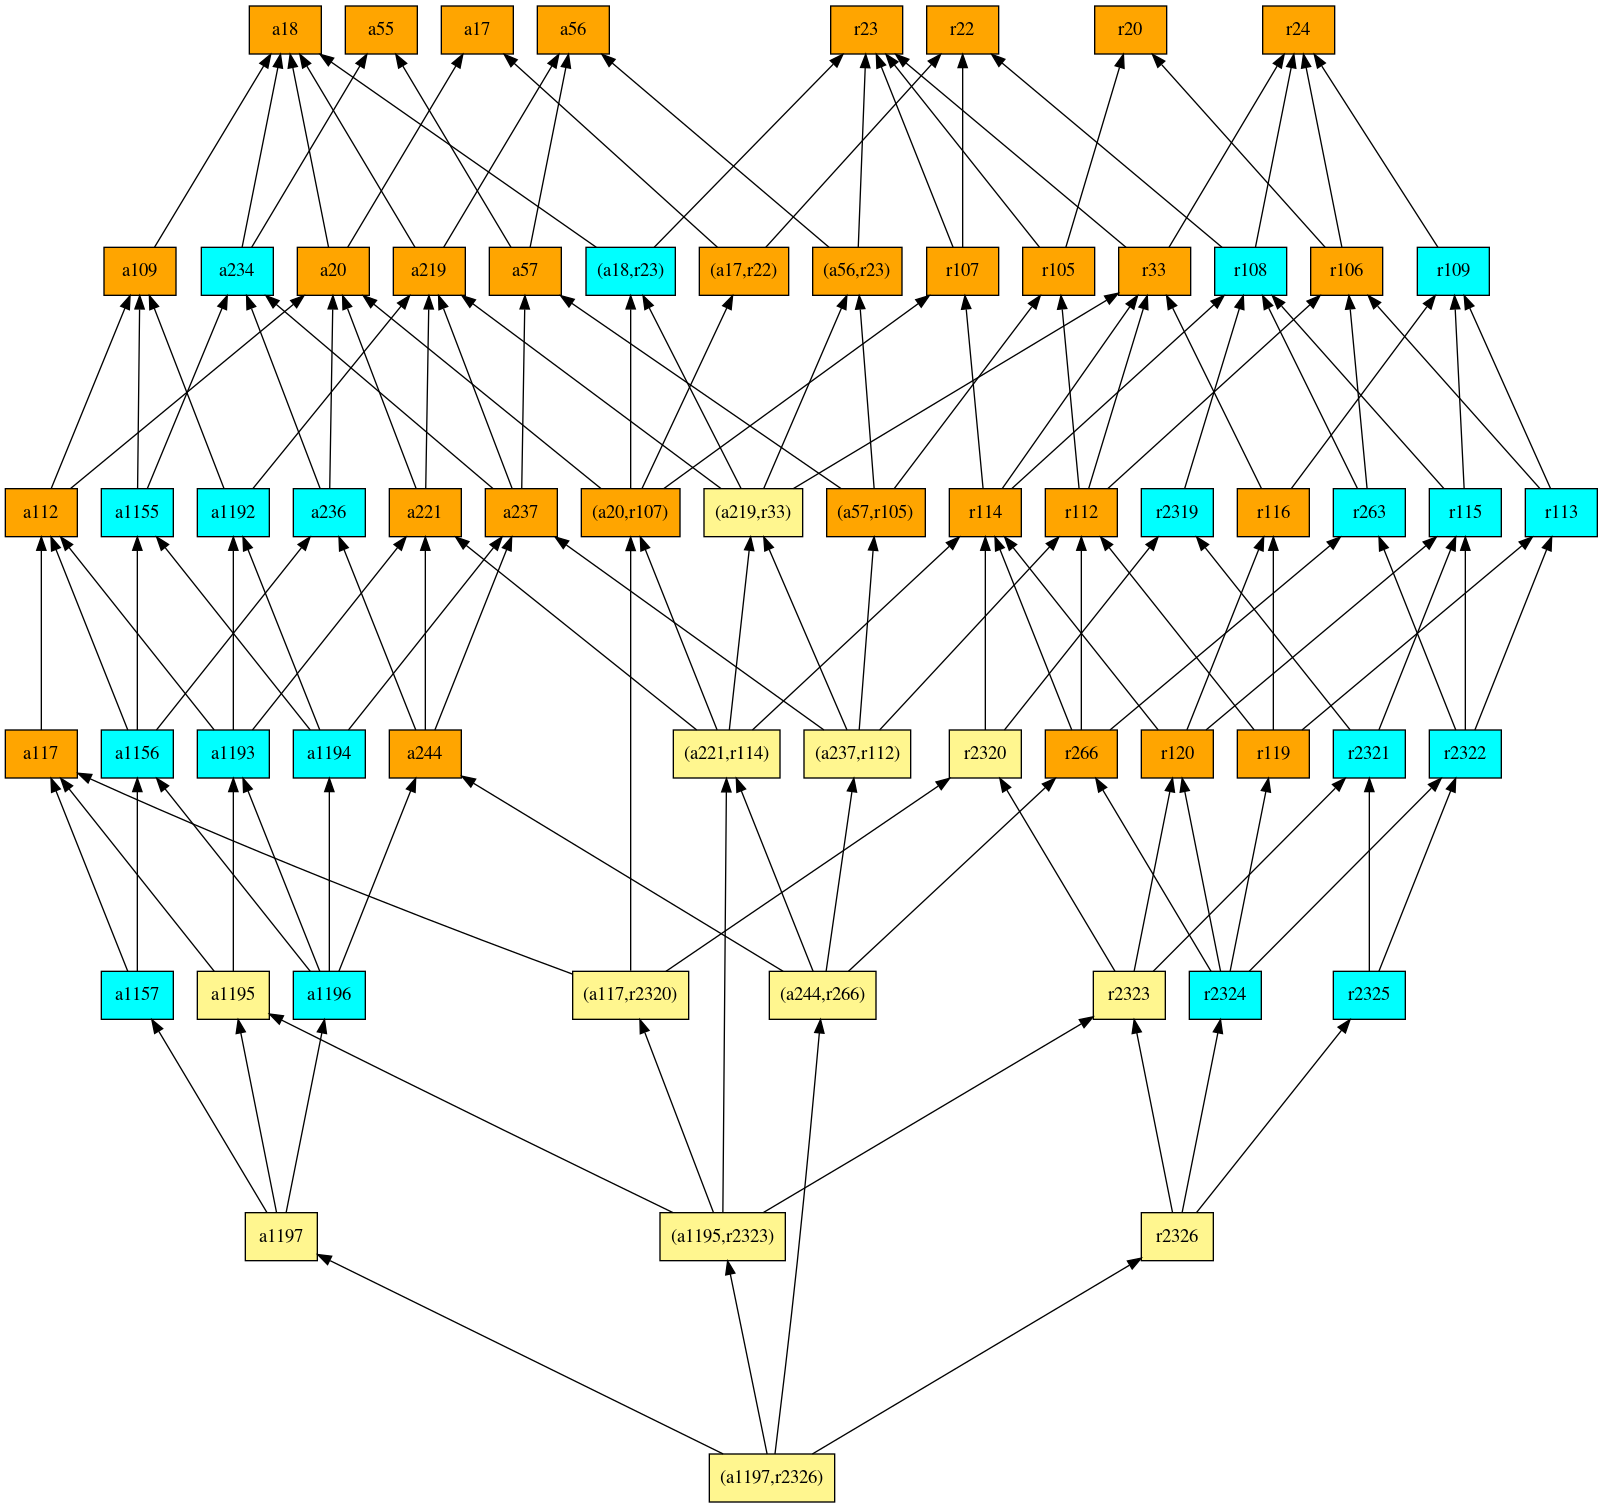 a18 a55 a17 a56 r23 r22 r20 r24
a109 a234 a20 a219 a57 (a18,r23) (a17,r22) (a56,r23) r107 r105 r33 r108 r106 r109
a112 a1155 a1192 a236 a221 a237 (a20,r107) (a219,r33) (a57,r105) r114 r112 r2319 r116 r263 r115 r113
a117 a1156 a1193 a1194 a244 (a221,r114) (a237,r112) r2320 r266 r120 r119 r2321 r2322
a1157 a1195 a1196 (a117,r2320) (a244,r266) r2323 r2324 r2325
a1197 (a1195,r2323) r2326
(a1197,r2326)